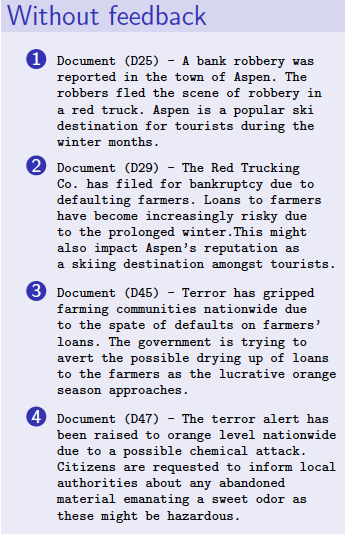 Without feedback
1 Document (D25) – A bank robbery was
reported in the town of Aspen. The
robbers fled the scene of robbery in
a red truck. Aspen is a popular ski
destination for tourists during the
winter months.
2 Document (D29) – The Red Trucking
Co. has filed for bankruptcy due to
defaulting farmers. Loans to farmers
have become increasingly risky due
to the prolonged winter.This might
also impact Aspen's reputation as
a skiing destination amongst tourists.
3 Document (D45) – Terror has gripped
farming communities nationwide due
to the spate of defaults on farmers'
loans. The government is trying to
avert the possible drying up of loans
to the farmers as the lucrative orange
season approaches.
4 Document (D47) – The terror alert has
been raised to orange level nationwide
due to a possible chemical attack.
Citizens are requested to inform local
authorities about any abandoned
material emanating a sweet odor as
these might be hazardous.